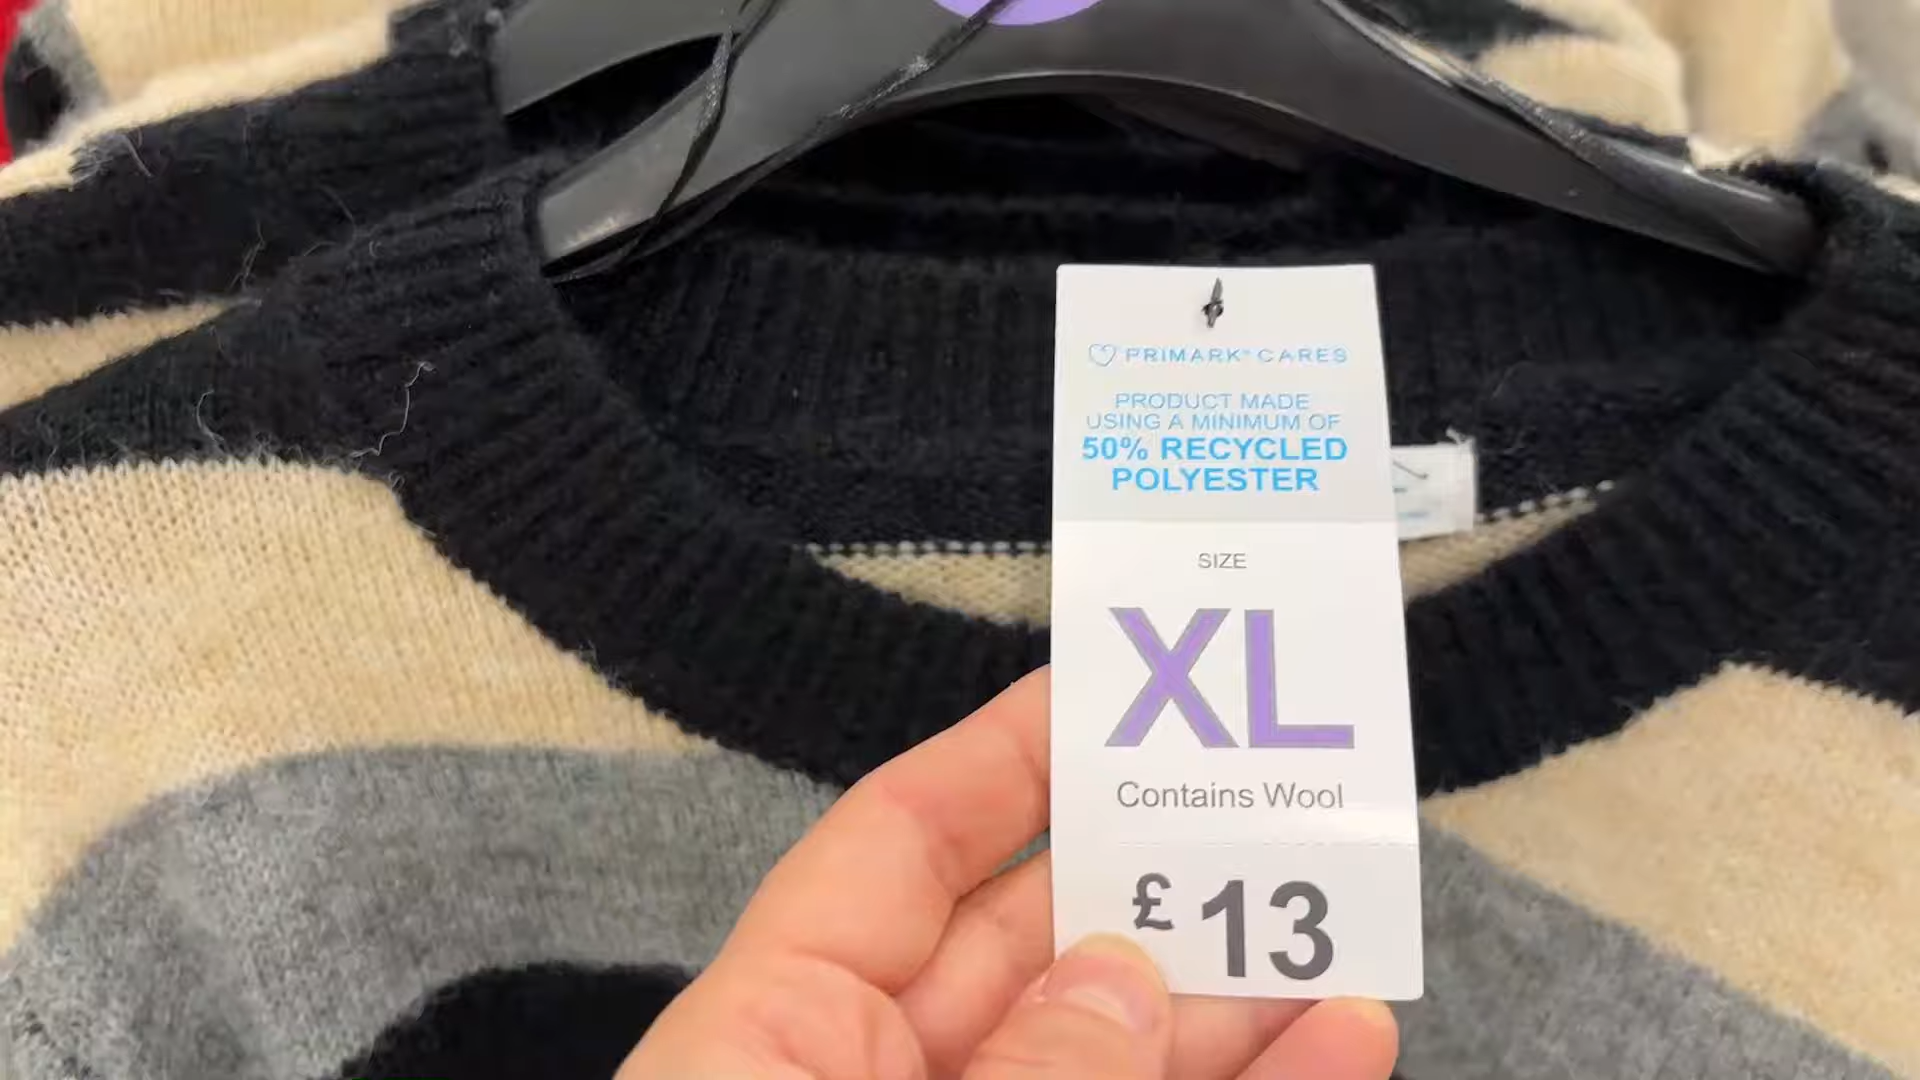 PRIMARK® CARES
PRODUCT MADE
USING A MINIMUM OF
50% RECYCLED
POLYESTER
SIZE
XL
Contains Wool
£13